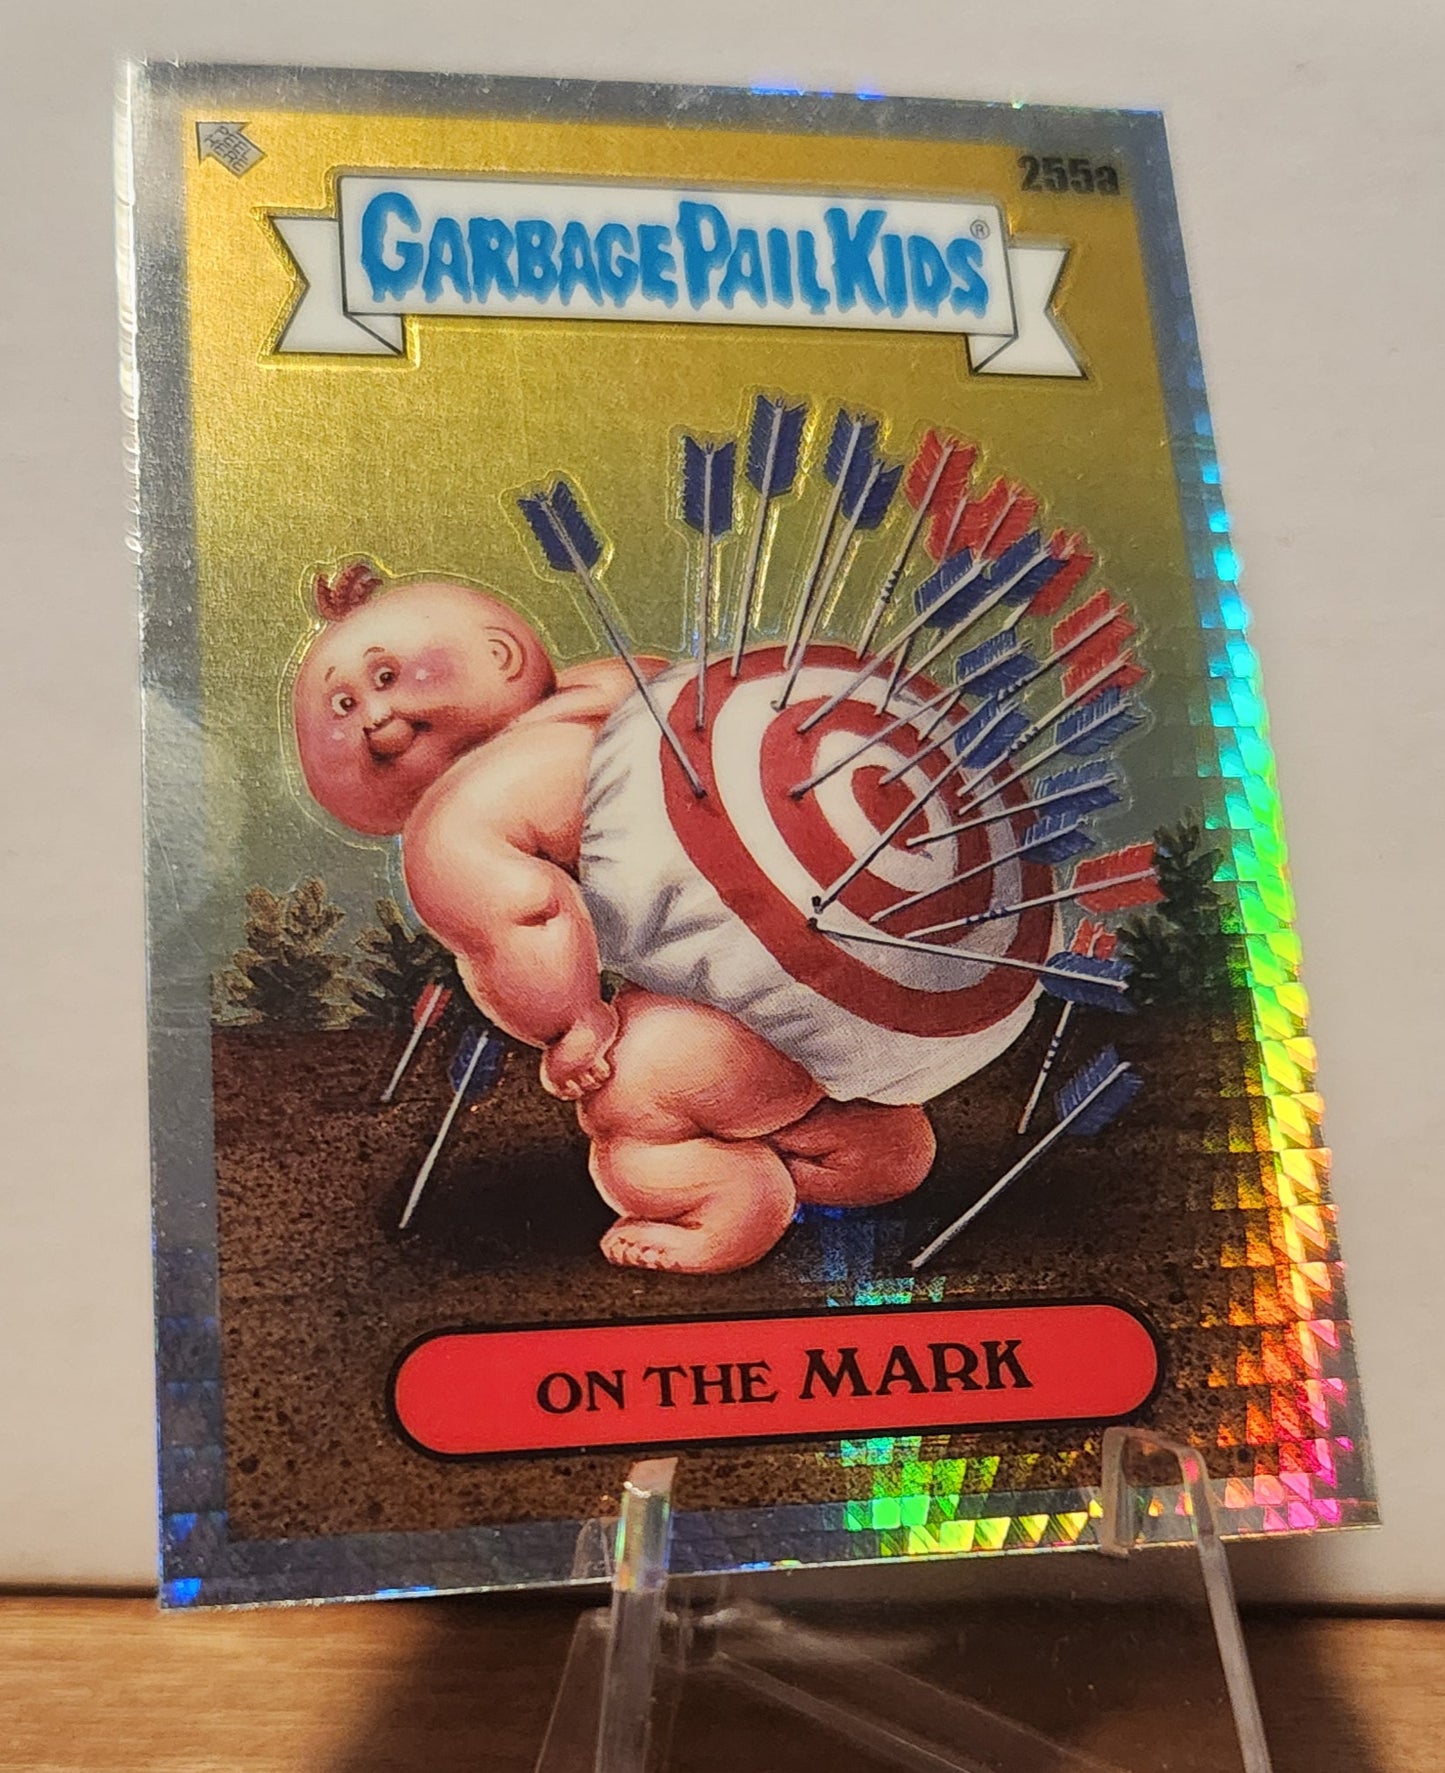 PEEL
HERE
255a
GARBAGE PAIL KIDS®
ON THE MARK